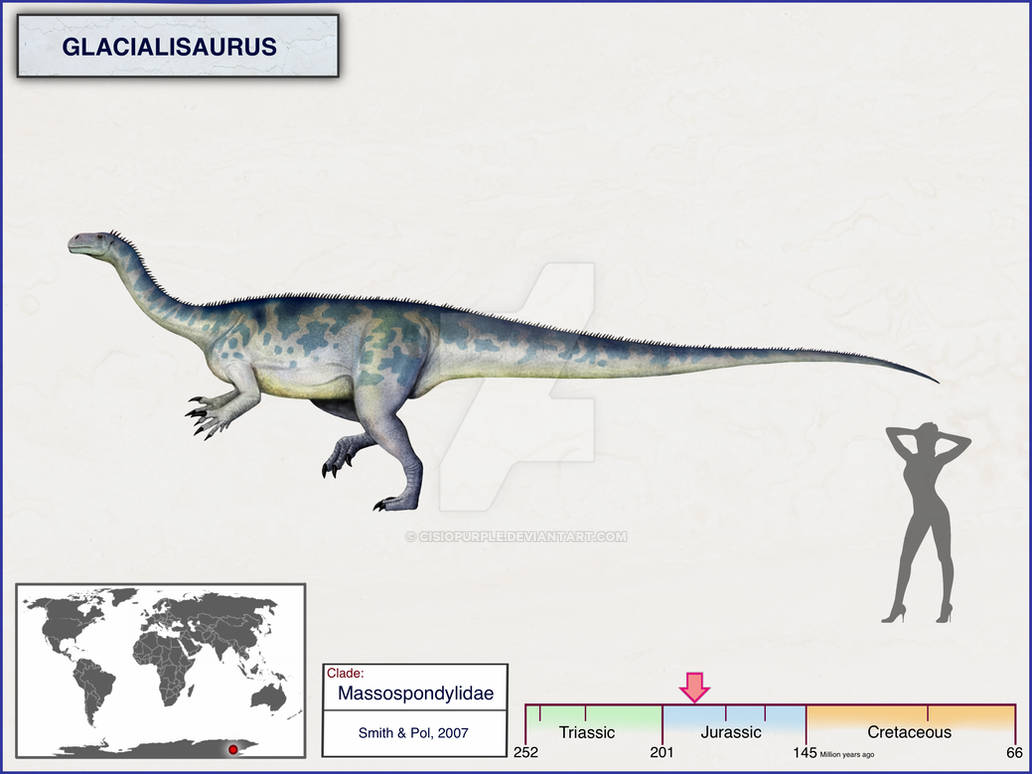 GLACIALISAURUS
© CISIOPURPLE.DEVIANTART.COM
Clade:
Massospondylidae
Smith & Pol, 2007
Triassic Jurassic Cretaceous
252 201 145 Million years ago 66